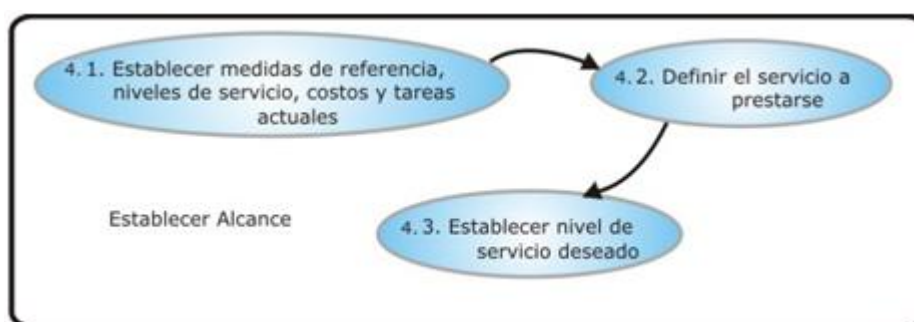 4.1. Establecer medidas de referencia,
niveles de servicio, costos y tareas
actuales
4.2. Definir el servicio a
prestarse
Establecer Alcance
4.3. Establecer nivel de
servicio deseado